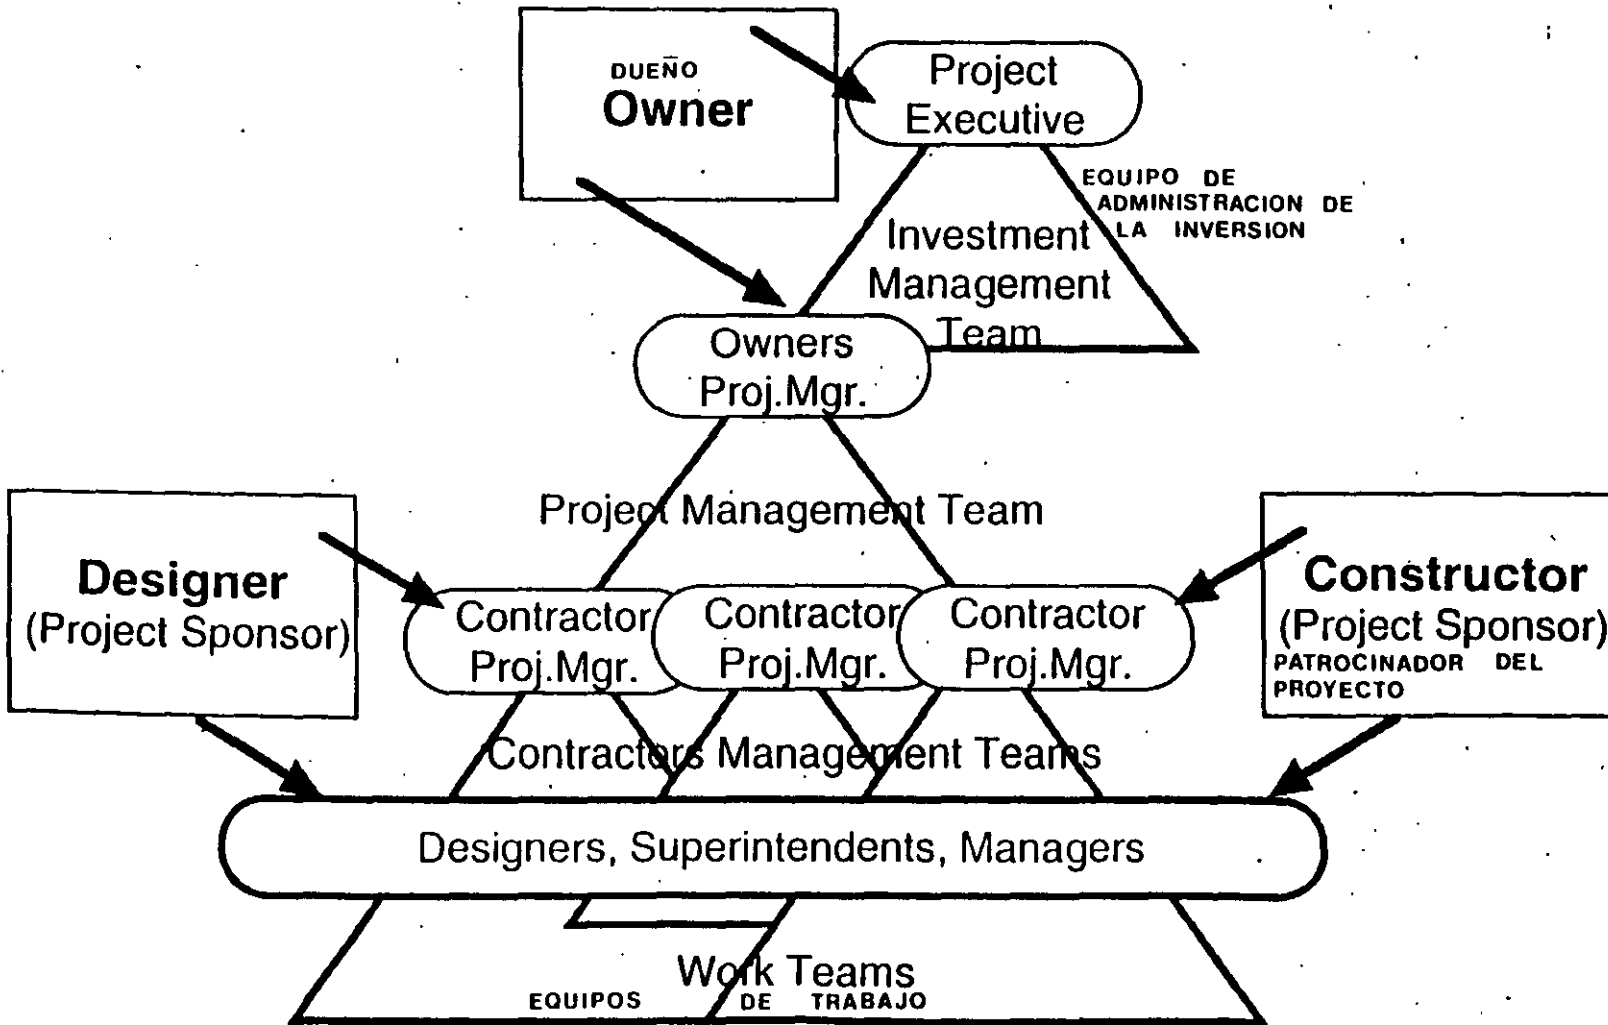 DUEÑO
Owner
Project
Executive
EQUIPO DE
ADMINISTRACION DE
LA INVERSION
Investment
Management
Team
Owners
Proj.Mgr.
Project Management Team
Designer
(Project Sponsor)
Contractor
Proj.Mgr.
Contractor
Proj.Mgr.
Contractor
Proj.Mgr.
Constructor
(Project Sponsor)
PATROCINADOR DEL
PROYECTO
Contractors Management Teams
Designers, Superintendents, Managers
Work Teams
EQUIPOS DE TRABAJO